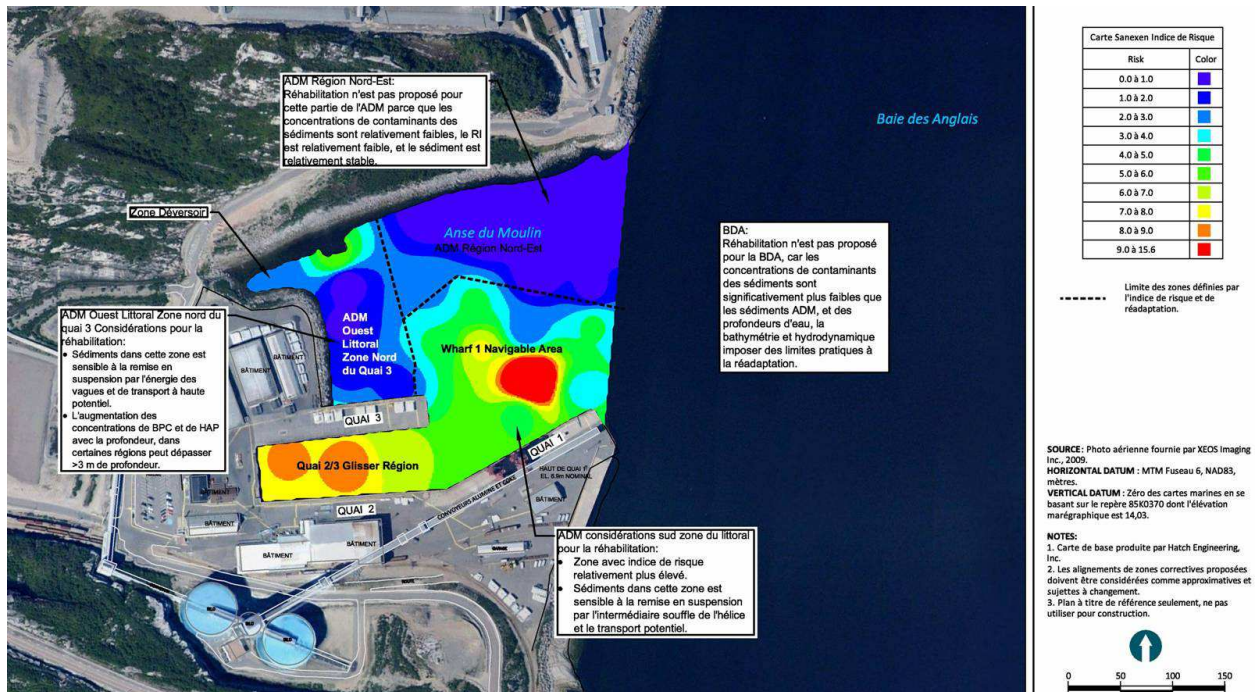 ADM Région Nord-Est:
Réhabilitation n'est pas proposé pour
cette partie de l'ADM parce que les
concentrations de contaminants des
sédiments sont relativement faibles, le RI
est relativement faible, et le sédiment est
relativement stable.
Zone Déversoir
Anse du Moulin
ADM Région Nord-Est
Baie des Anglais
BDA:
Réhabilitation n'est pas proposé
pour la BDA, car les
concentrations de contaminants
des sédiments sont
significativement plus faibles que
les sédiments ADM, et des
profondeurs d'eau, la
bathymétrie et hydrodynamique
imposer des limites pratiques à
la réadaptation.
ADM Ouest Littoral Zone nord du
quai 3 Considérations pour la
réhabilitation:
• Sédiments dans cette zone est
sensible à la remise en
suspension par l'énergie des
vagues et de transport à haute
potentiel.
• L'augmentation des
concentrations de BPC et de HAP
avec la profondeur, dans
certaines régions peut dépasser
>3 m de profondeur.
ADM
Ouest
Littoral
Zone Nord
du Quai 3
Wharf 1 Navigable Area
BÂTIMENT
BÂTIMENT
QUAI 3
QUAI 1
Quai 2/3 Glisser Région
HAUT DE QUAI 1
EL. 6.9m NOMINAL
BÂTIMENT
QUAI 2
CONVOYEURS ALUMINE ET COKE
BÂTIMENT
BÂTIMENT
BÂTIMENT
ADM considérations sud zone du littoral
pour la réhabilitation:
• Zone avec indice de risque
relativement plus élevé.
• Sédiments dans cette zone est
sensible à la remise en suspension
par l'intermédiaire souffle de l'hélice
et le transport potentiel.
Carte Sanexen Indice de Risque
Risk Color
0.0 à 1.0
1.0 à 2.0
2.0 à 3.0
3.0 à 4.0
4.0 à 5.0
5.0 à 6.0
6.0 à 7.0
7.0 à 8.0
8.0 à 9.0
9.0 à 15.6
Limite des zones définies par
l'indice de risque et de
réadaptation.
SOURCE: Photo aérienne fournie par XEOS Imaging
Inc., 2009.
HORIZONTAL DATUM : MTM Fuseau 6, NAD83,
mètres.
VERTICAL DATUM : Zéro des cartes marines en se
basant sur le repère 85K0370 dont l'élévation
marégraphique est 14,03.
NOTES:
1. Carte de base produite par Hatch Engineering,
Inc.
2. Les alignements de zones correctives proposées
doivent être considérées comme approximatives et
sujettes à changement.
3. Plan à titre de référence seulement, ne pas
utiliser pour construction.
0 50 100 150